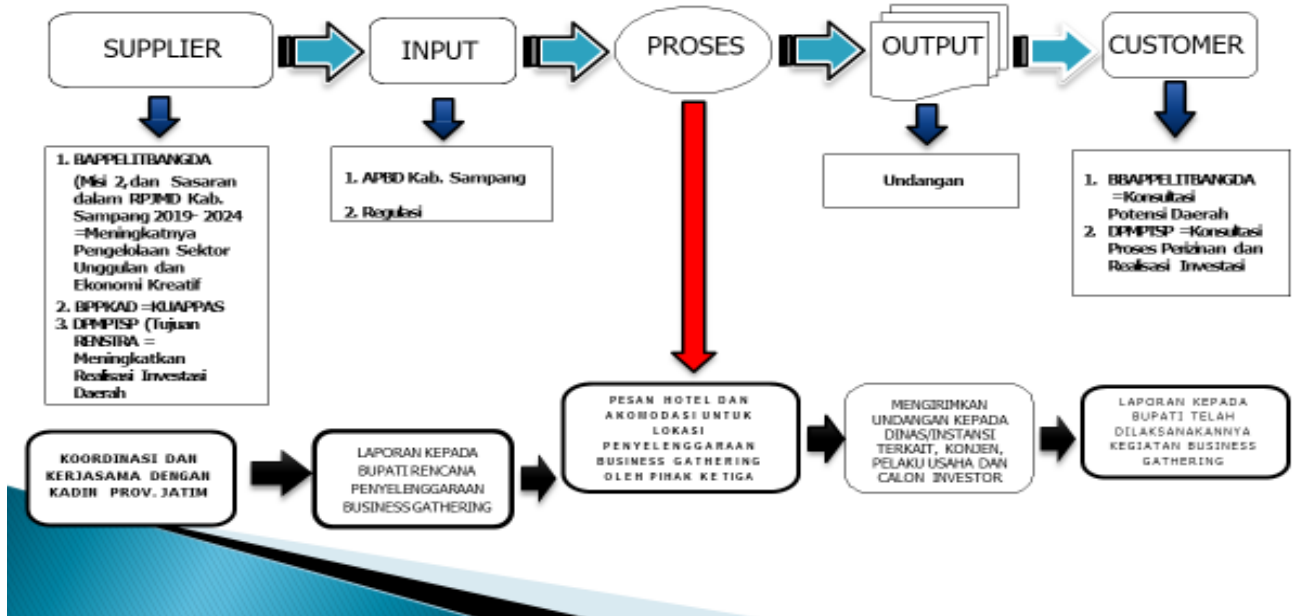 SUPPLIER
INPUT
PROSES
OUTPUT
CUSTOMER
1. BAPPELITBANGDA
(Misi 2,dan Sasaran
dalam RPJMD Kab.
Sampang 2019- 2024
=Meningkatnya
Pengelolaan Sektor
Unggulan dan
Ekonomi Kreatif
2. BPPKAD =KUAPPAS
3. DPMPTSP (Tujuan
RENSTRA =
Meningkatkan
Realisasi Investasi
Daerah
1. APBD Kab. Sampang
2. Regulasi
Undangan
1. BBAPPELITBANGDA
=Konsultasi
Potensi Daerah
2. DPMPTSP =Konsultasi
Proses Perizinan dan
Realisasi Investasi
KOORDINASI DAN
KERJASAMA DENGAN
KADIN PROV. JATIM
LAPORAN KEPADA
BUPATI RENCANA
PENYELENGGARAAN
BUSINESS GATHERING
PESAN HOTEL DAN
AKOMODASI UNTUK
LOKASI
PENYELENGGARAAN
BUSINESS GATHERING
OLEH PIHAK KETIGA
MENGIRIMKAN
UNDANGAN KEPADA
DINAS/INSTANSI
TERKAIT, KONJEN,
PELAKU USAHA DAN
CALON INVESTOR
LAPORAN KEPADA
BUPATI TELAH
DILAKSANAKANNYA
KEGIATAN BUSINESS
GATHERING